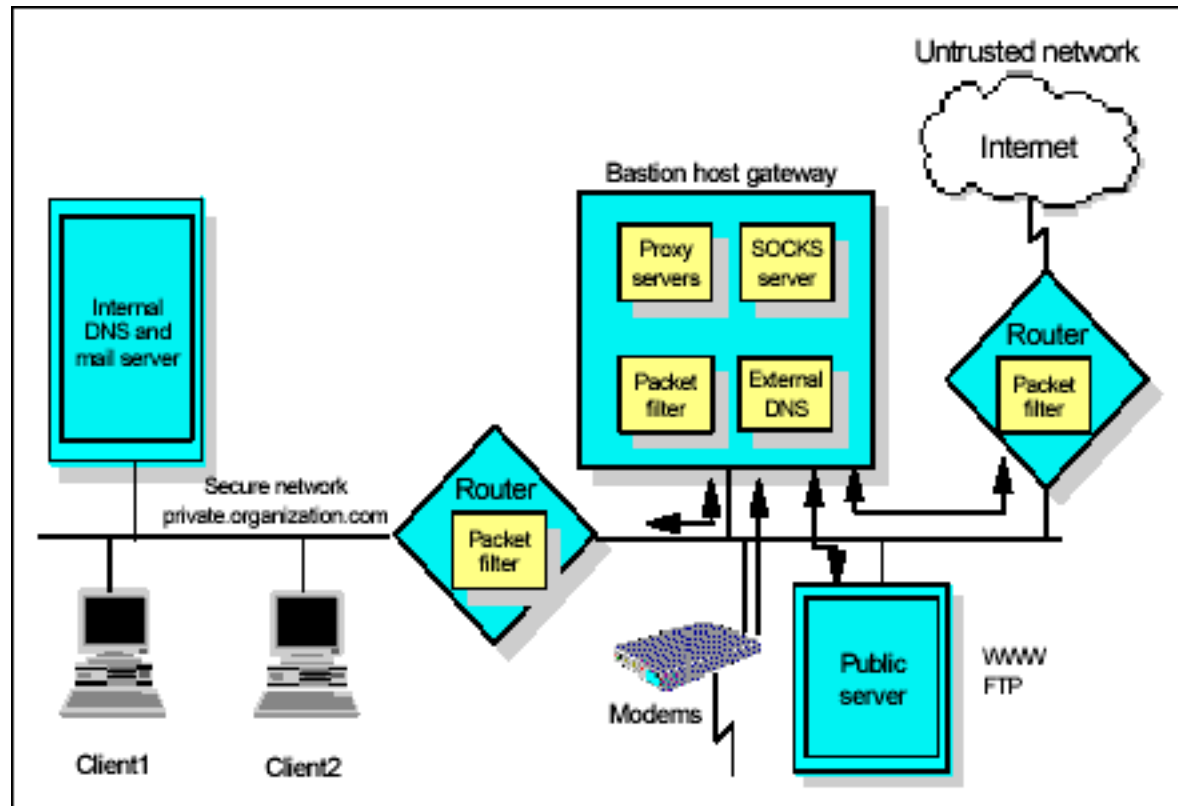 Untrusted network
Internet
Bastion host gateway
Proxy
servers
SOCKS
server
Packet
filter
External
DNS
Router
Packet
filter
Internal
DNS and
mail server
Secure network
private.organization.com
Router
Packet
filter
Client1
Client2
Modems
Public
server
WWW
FTP